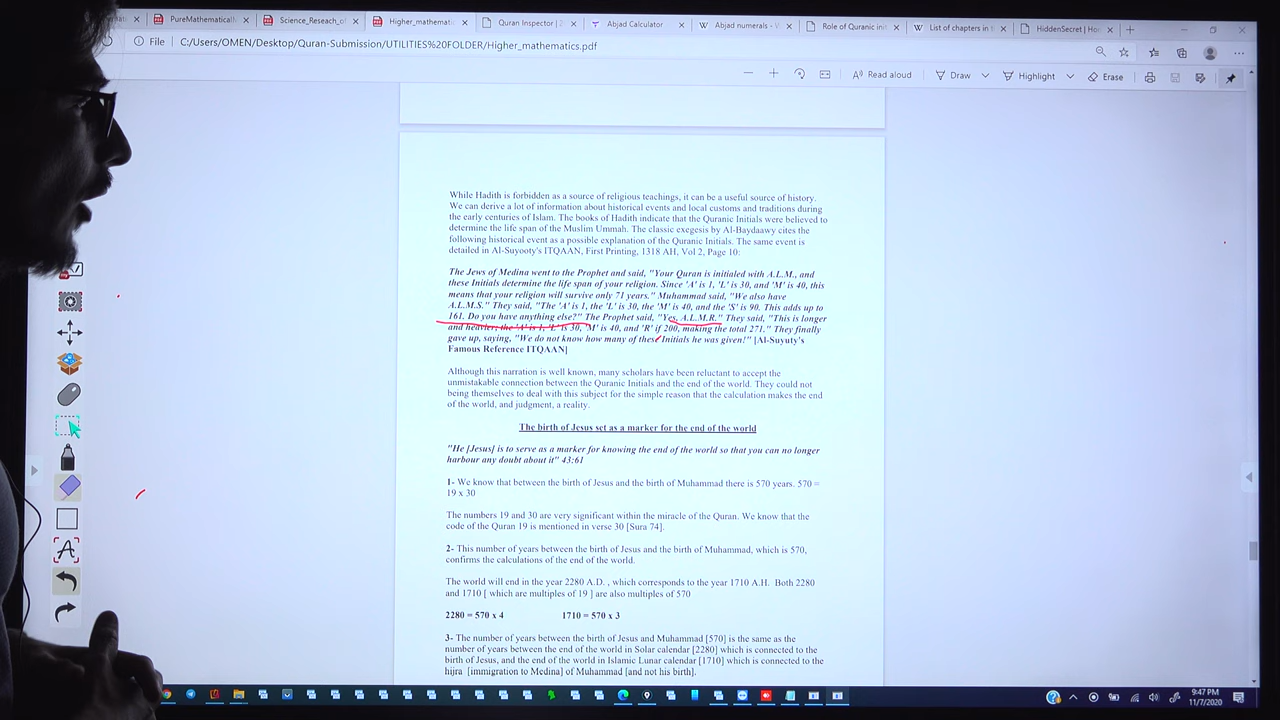 PureMathematical
Science_Reseach_of
Higher_mathematic
Quran Inspector | 2
Abjad Calculator
Abjad numerals - W
Role of Quranic init
List of chapters in t
HiddenSecret | Hom
File C:/Users/OMEN/Desktop/Quran-Submission/UTILITIES%20FOLDER/Higher_mathematics.pdf
Read aloud Draw Highlight Erase
While Hadith is forbidden as a source of religious teachings, it can be a useful source of history.
We can derive a lot of information about historical events and local customs and traditions during
the early centuries of Islam. The books of Hadith indicate that the Quranic Initials were believed to
determine the life span of the Muslim Ummah. The classic exegesis by Al-Baydaawy cites the
following historical event as a possible explanation of the Quranic Initials. The same event is
detailed in Al-Suyooty's ITQAAN, First Printing, 1318 AH, Vol 2, Page 10:
The Jews of Medina went to the Prophet and said, "Your Quran is initialed with A.L.M., and
these Initials determine the life span of your religion. Since 'A' is 1, 'L' is 30, and 'M' is 40, this
means that your religion will survive only 71 years." Muhammad said, "We also have
A.L.M.S." They said, "The 'A' is 1, the 'L' is 30, the 'M' is 40, and the 'S' is 90. This adds up to
161. Do you have anything else?" The Prophet said, "Yes, A.L.M.R." They said, "This is longer
and heavier, the 'A' is 1, 'L' is 30, 'M' is 40, and 'R' if 200, making the total 271." They finally
gave up, saying, "We do not know how many of these Initials he was given!" [Al-Suyuty's
Famous Reference ITQAAN]
Although this narration is well known, many scholars have been reluctant to accept the
unmistakable connection between the Quranic Initials and the end of the world. They could not
being themselves to deal with this subject for the simple reason that the calculation makes the end
of the world, and judgment, a reality.
The birth of Jesus set as a marker for the end of the world
"He [Jesus] is to serve as a marker for knowing the end of the world so that you can no longer
harbour any doubt about it" 43:61
1- We know that between the birth of Jesus and the birth of Muhammad there is 570 years. 570 =
19 x 30
The numbers 19 and 30 are very significant within the miracle of the Quran. We know that the
code of the Quran 19 is mentioned in verse 30 [Sura 74].
2- This number of years between the birth of Jesus and the birth of Muhammad, which is 570,
confirms the calculations of the end of the world.
The world will end in the year 2280 A.D. , which corresponds to the year 1710 A.H. Both 2280
and 1710 [ which are multiples of 19 ] are also multiples of 570
2280 = 570 x 4 1710 = 570 x 3
3- The number of years between the birth of Jesus and Muhammad [570] is the same as the
number of years between the end of the world in Solar calendar [2280] which is connected to the
birth of Jesus, and the end of the world in Islamic Lunar calendar [1710] which is connected to the
hijra [immigration to Medina] of Muhammad [and not his birth].
9:47 PM
11/7/2020